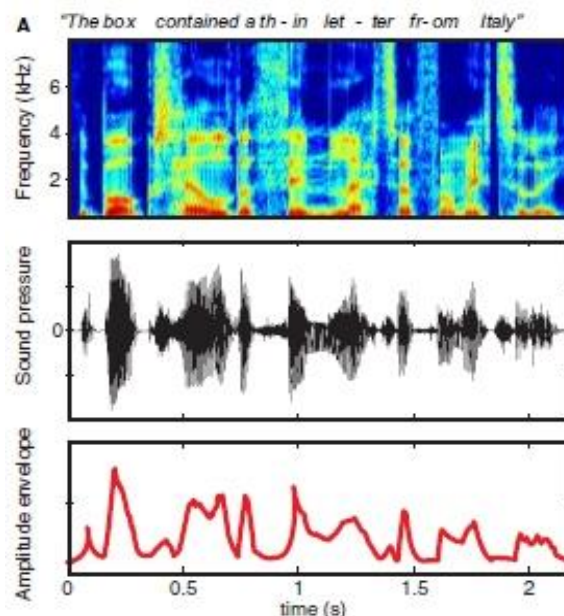 A "The box contained a th - in let - ter fr- om Italy"
Frequency (kHz)
6
4
2
Sound pressure
0
Amplitude envelope
0 0.5 1 1.5 2
time (s)